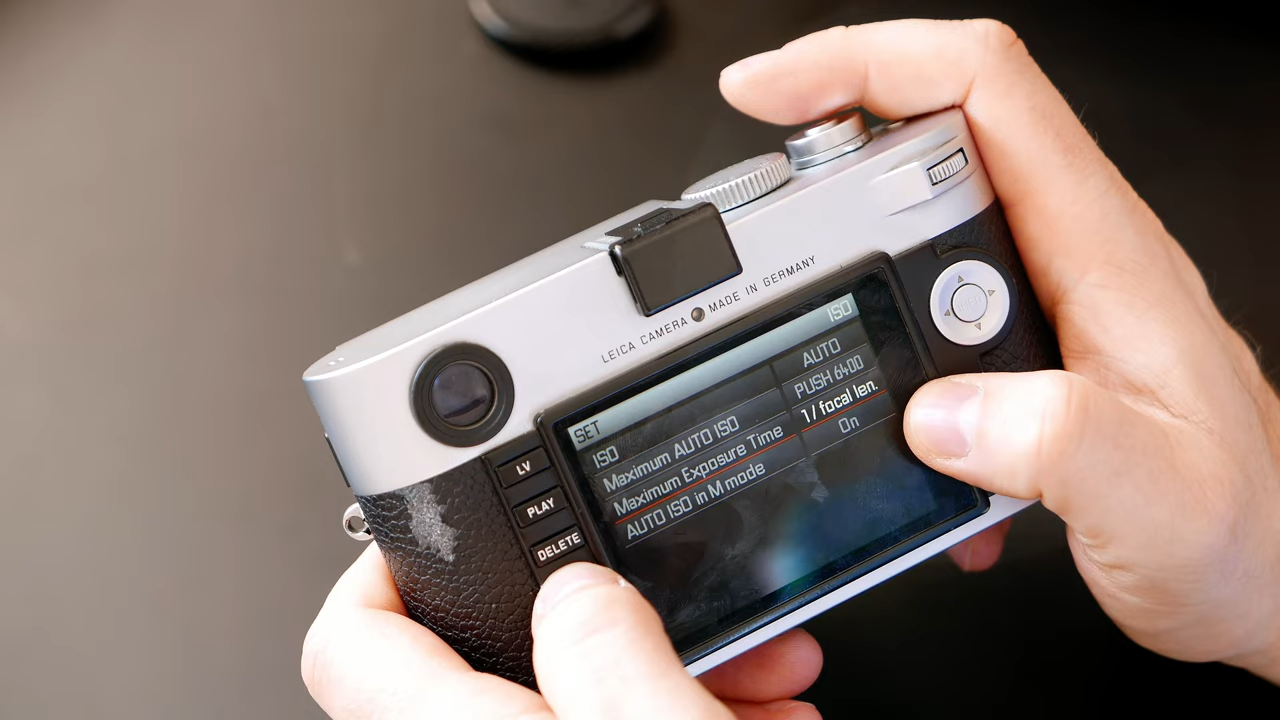 LEICA CAMERA MADE IN GERMANY
SET ISO
ISO AUTO
Maximum AUTO ISO PUSH 6400
Maximum Exposure Time 1 / focal len.
AUTO ISO in M mode On
LV
PLAY
DELETE